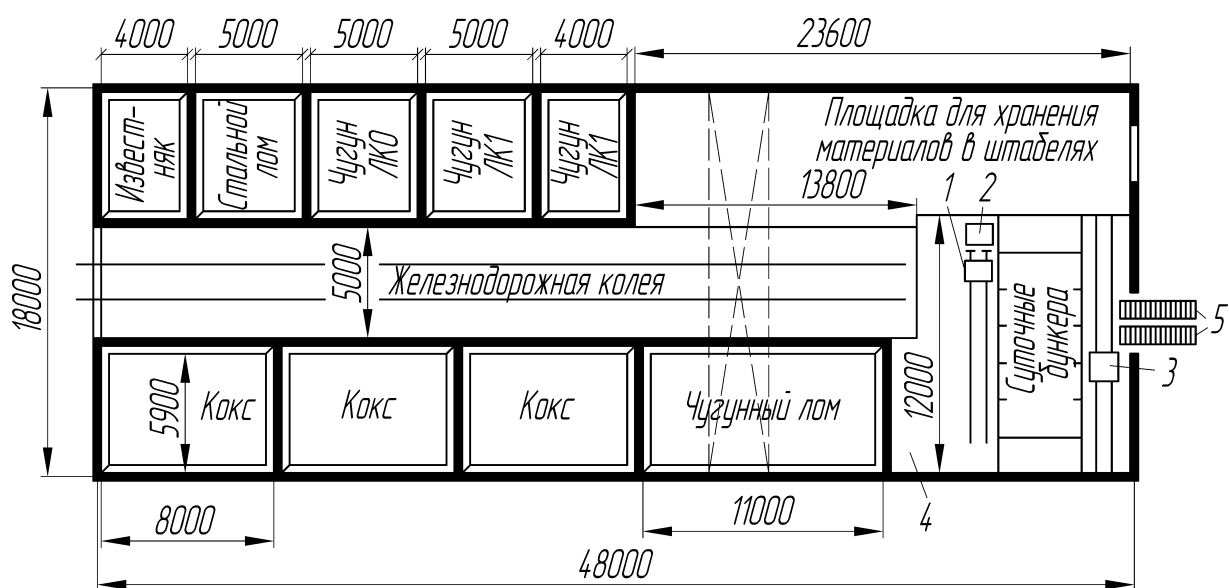 4000
5000
5000
5000
4000
23600
Известняк
Стальной
лом
Чугун
ЛК0
Чугун
ЛК1
Чугун
ЛК1
Площадка для хранения
материалов в штабелях
13800
1
2
18000
5000
Железнодорожная колея
Суточные
бункера
5
3
12000
5900
Кокс
Кокс
Кокс
Чугунный лом
4
8000
11000
48000